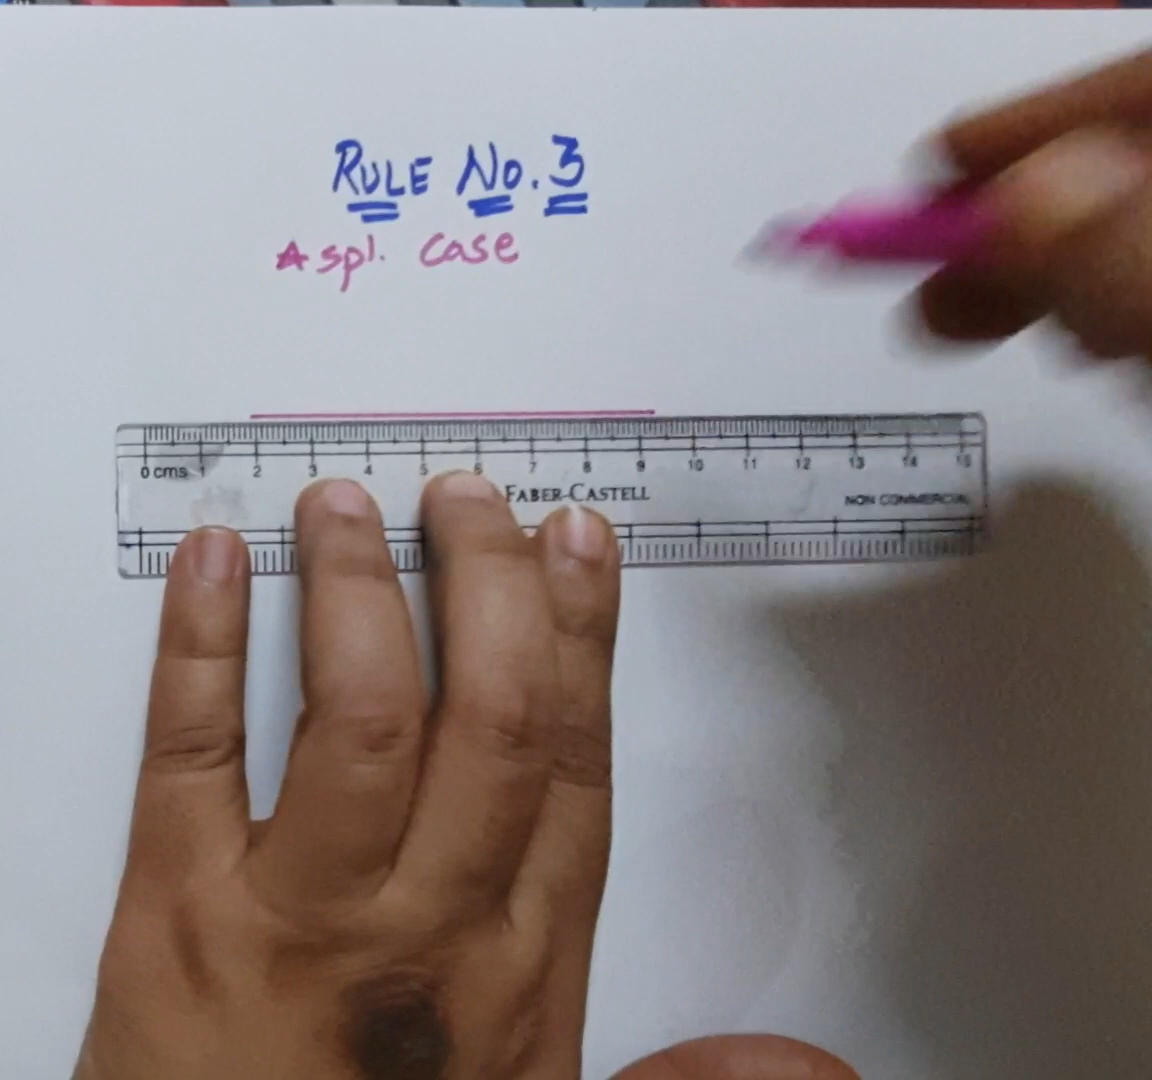 RULE NO. 3
☆ spl. case
0 cms 1 2 3 4 5 6 7 8 9 10 11 12 13 14 15
FABER-CASTELL
NON COMMERCIAL